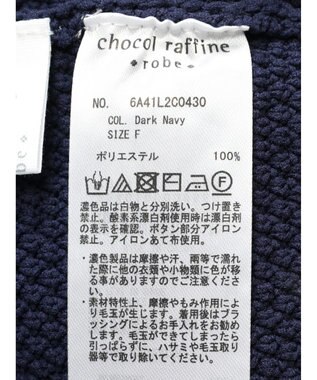 chocol raffine
robe
NO. 6A41L2C0430
COL. Dark Navy
SIZE F
ポリエステル 100%
濃色品は白物と分別洗い。つけ置き
禁止。酸素系漂白剤使用時は漂白剤
の表示を確認。ボタン部分アイロン
禁止。アイロンあて布使用。
・濃色製品は摩擦や汗、雨等で濡れ
た際に他の衣類や小物類に色が移
る事がありますのでご注意くださ
い。
・素材特性上、摩擦やもみ作用によ
り毛玉が生じます。着用後はブラ
ッシングによるお手入れをお勧め
します。毛玉ができてしまったら
引っぱらずに、ハサミや毛玉取り
器等で取り除いてください。